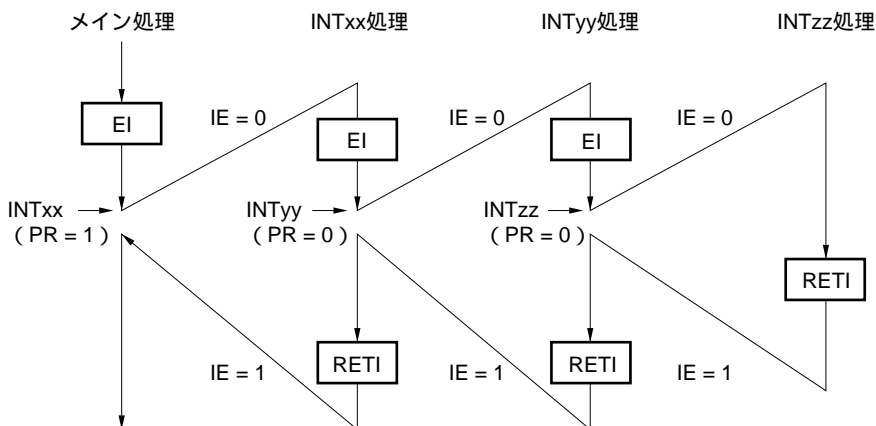 メイン処理 INTxx処理 INTyy処理 INTzz処理
EI IE = 0 EI IE = 0 EI IE = 0
INTxx INTyy INTzz
（PR = 1） （PR = 0） （PR = 0）
RETI
IE = 1 RETI IE = 1 RETI IE = 1